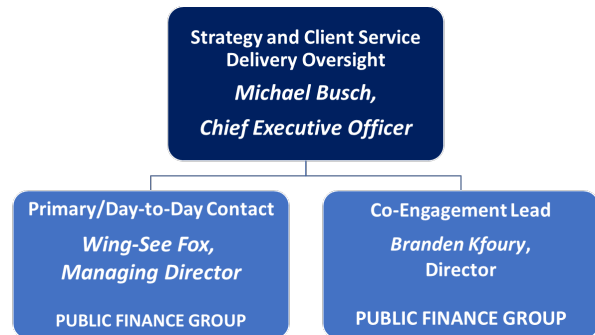 Strategy and Client Service
Delivery Oversight
Michael Busch,
Chief Executive Officer
Primary/Day-to-Day Contact
Wing-See Fox,
Managing Director
PUBLIC FINANCE GROUP
Co-Engagement Lead
Branden Kfoury,
Director
PUBLIC FINANCE GROUP